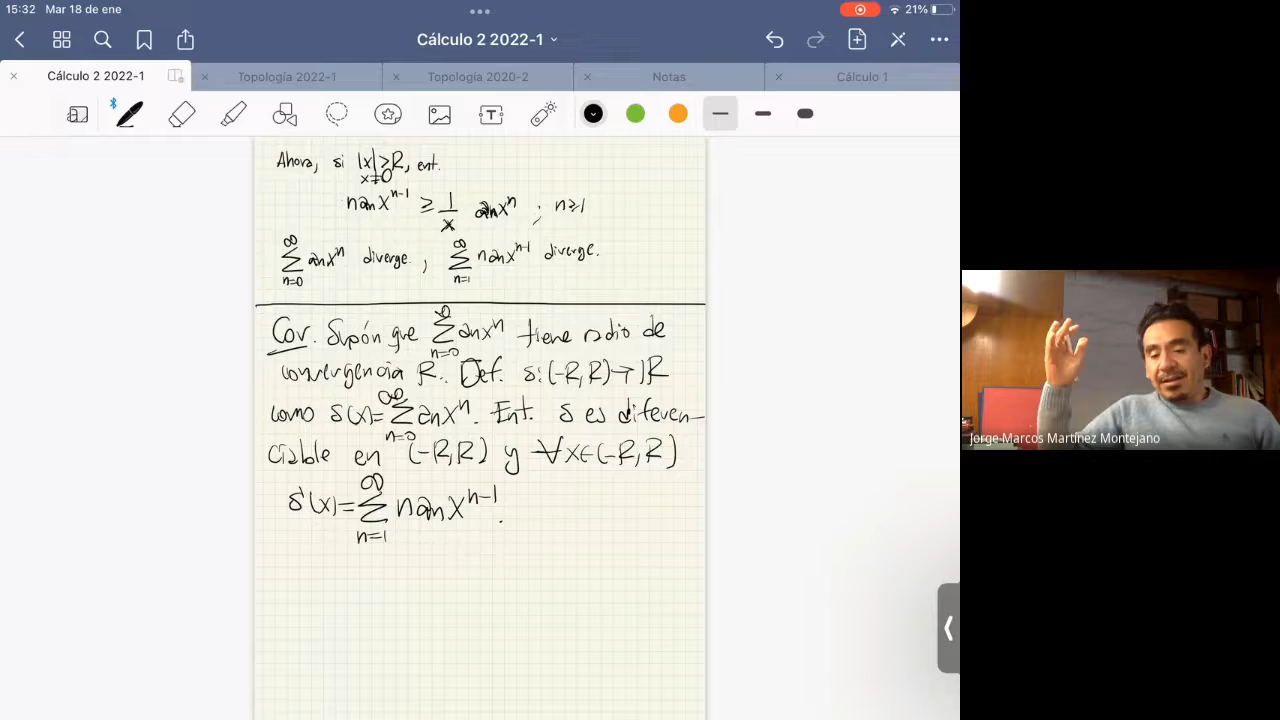 15:32 Mar 18 de ene
21%
Cálculo 2 2022-1
Cálculo 2 2022-1
Topología 2022-1
Topología 2020-2
Notas
Cálculo 1
Ahora, si |x|>R, ent.
x≠0
nanx^{n-1} ≥ 1/x anx^n ; n≥1
∑_{n=0}^∞ anx^n diverge, ∑_{n=1}^∞ nanx^{n-1} diverge.
Cor. Supón que ∑_{n=0}^∞ anx^n tiene radio de
convergencia R. Def. s:(-R,R)→ℝ
como s(x)=∑_{n=0}^∞ anx^n. Ent. s es diferen-
ciable en (-R,R) y ∀x∈(-R,R)
s'(x)=∑_{n=1}^∞ nanx^{n-1}.
Jorge-Marcos Martínez Montejano